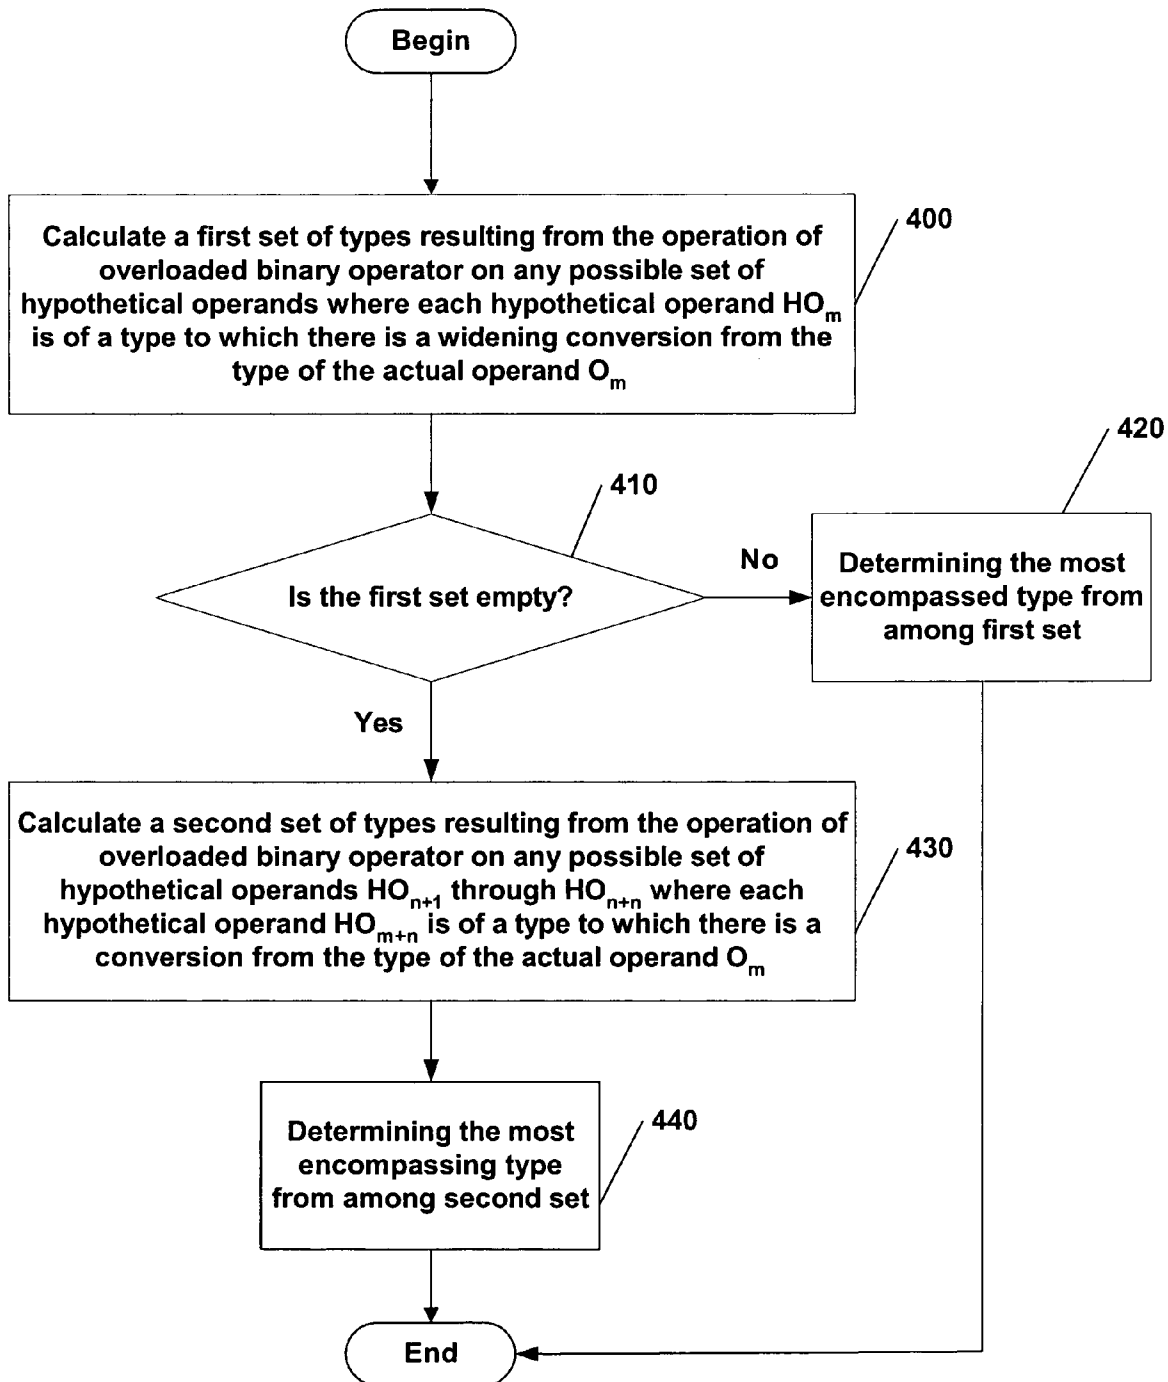 Begin
400
Calculate a first set of types resulting from the operation of
overloaded binary operator on any possible set of
hypothetical operands where each hypothetical operand HOm
is of a type to which there is a widening conversion from the
type of the actual operand Om
410
Is the first set empty?
No
420
Determining the most
encompassed type from
among first set
Yes
430
Calculate a second set of types resulting from the operation of
overloaded binary operator on any possible set of
hypothetical operands HOn+1 through HOn+n where each
hypothetical operand HOm+n is of a type to which there is a
conversion from the type of the actual operand Om
440
Determining the most
encompassing type
from among second set
End